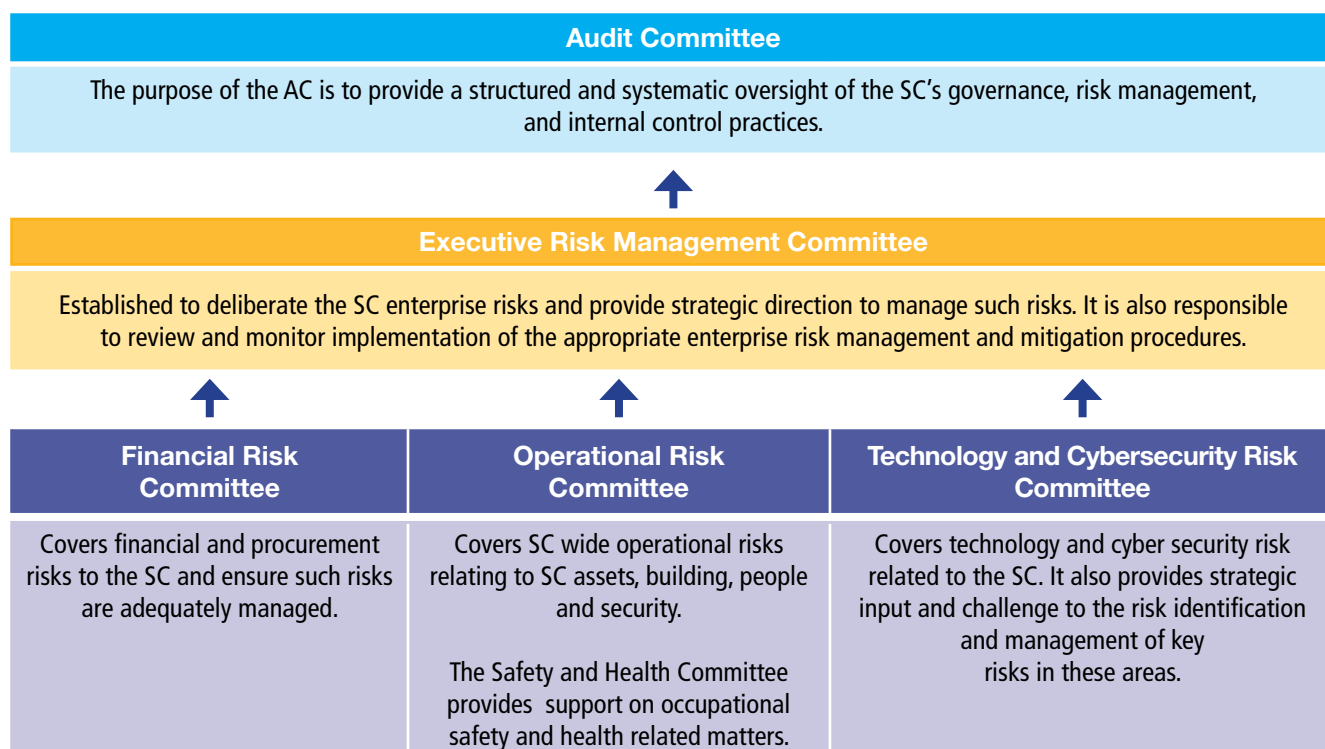 Audit Committee
The purpose of the AC is to provide a structured and systematic oversight of the SC’s governance, risk management,
and internal control practices.
Executive Risk Management Committee
Established to deliberate the SC enterprise risks and provide strategic direction to manage such risks. It is also responsible
to review and monitor implementation of the appropriate enterprise risk management and mitigation procedures.
Financial Risk
Committee
Covers financial and procurement
risks to the SC and ensure such risks
are adequately managed.
Operational Risk
Committee
Covers SC wide operational risks
relating to SC assets, building, people
and security.
The Safety and Health Committee
provides support on occupational
safety and health related matters.
Technology and Cybersecurity Risk
Committee
Covers technology and cyber security risk
related to the SC. It also provides strategic
input and challenge to the risk identification
and management of key
risks in these areas.